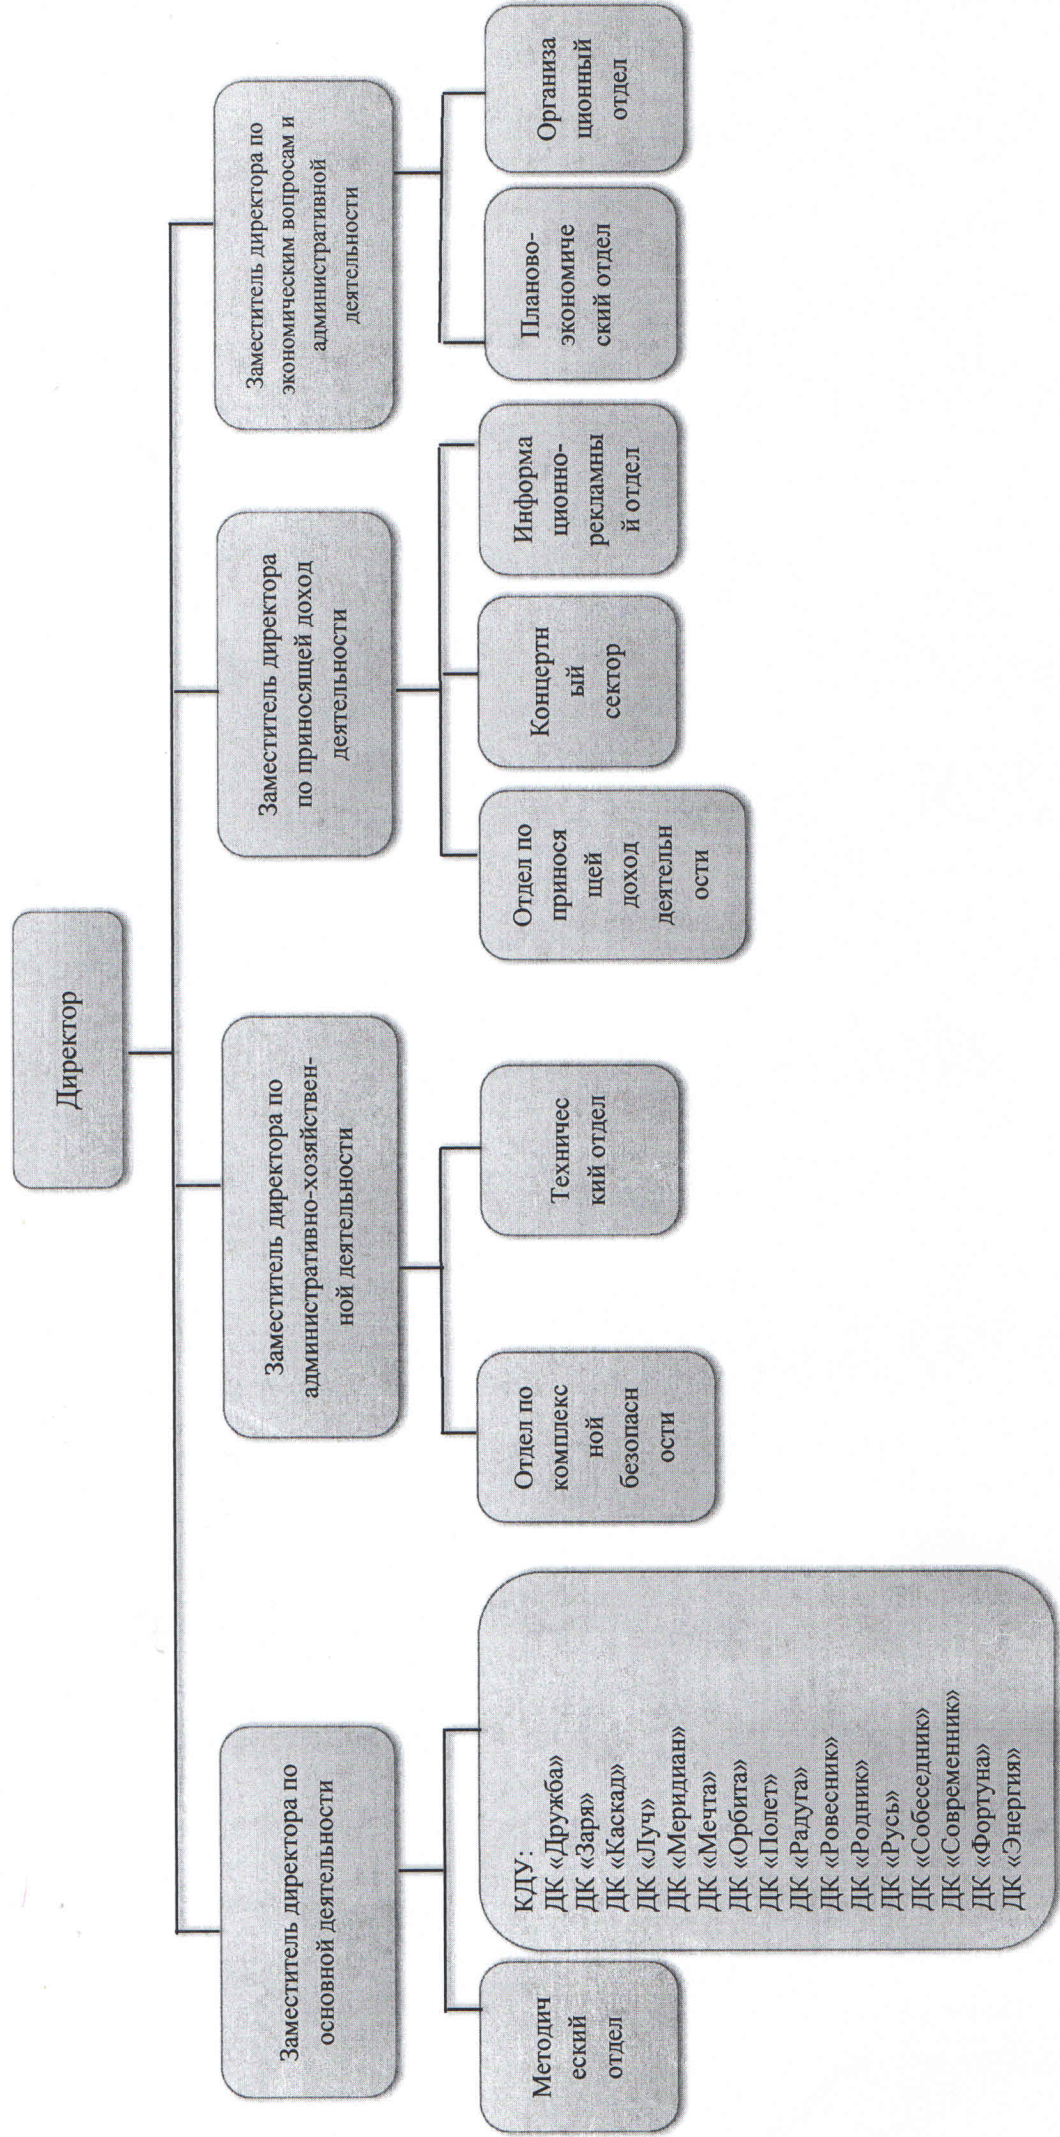 Директор
Заместитель директора по
основной деятельности
Заместитель директора по
административно-хозяйствен-
ной деятельности
Заместитель директора
по приносящей доход
деятельности
Заместитель директора по
экономическим вопросам и
административной
деятельности
Методич
еский
отдел
КДУ:
ДК «Дружба»
ДК «Заря»
ДК «Каскад»
ДК «Луч»
ДК «Меридиан»
ДК «Мечта»
ДК «Орбита»
ДК «Полет»
ДК «Радуга»
ДК «Ровесник»
ДК «Родник»
ДК «Русь»
ДК «Собеседник»
ДК «Современник»
ДК «Фортуна»
ДК «Энергия»
Отдел по
комплекс
ной
безопасн
ости
Техничес
кий отдел
Отдел по
принося
щей
доход
деятельн
ости
Концертн
ый
сектор
Информа
ционно-
рекламны
й отдел
Планово-
экономиче
ский отдел
Организа
ционный
отдел